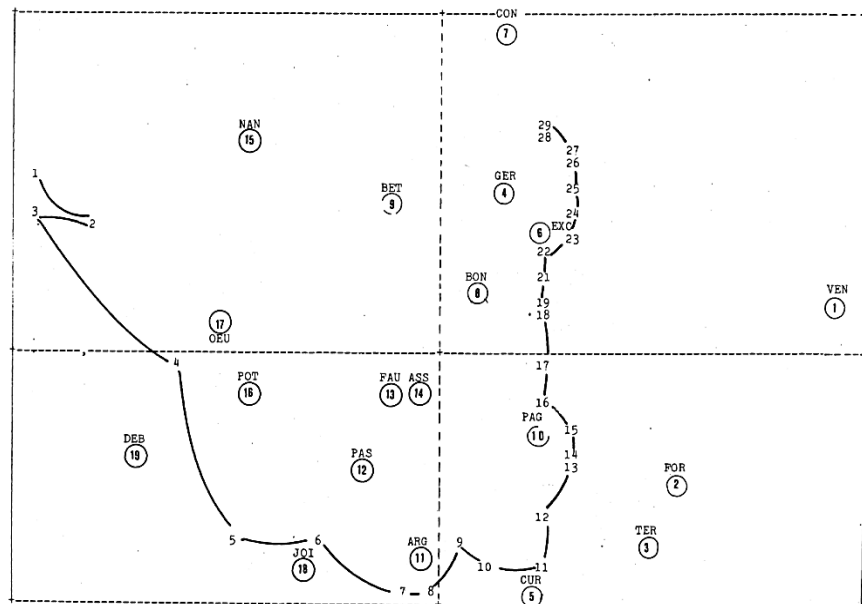 CON
7
29
28
NAN
15
27
26
1
GER
4
25
BET
9
3
2
24
6
EXC
23
22
21
BON
8
VEN
1
19
18
17
OEU
4
17
POT
16
FAU
13
ASS
14
16
PAG
10
15
DEB
19
PAS
12
14
13
FOR
2
12
TER
3
5
6
JOI
18
ARG
11
9
10
11
CUR
5
7
8